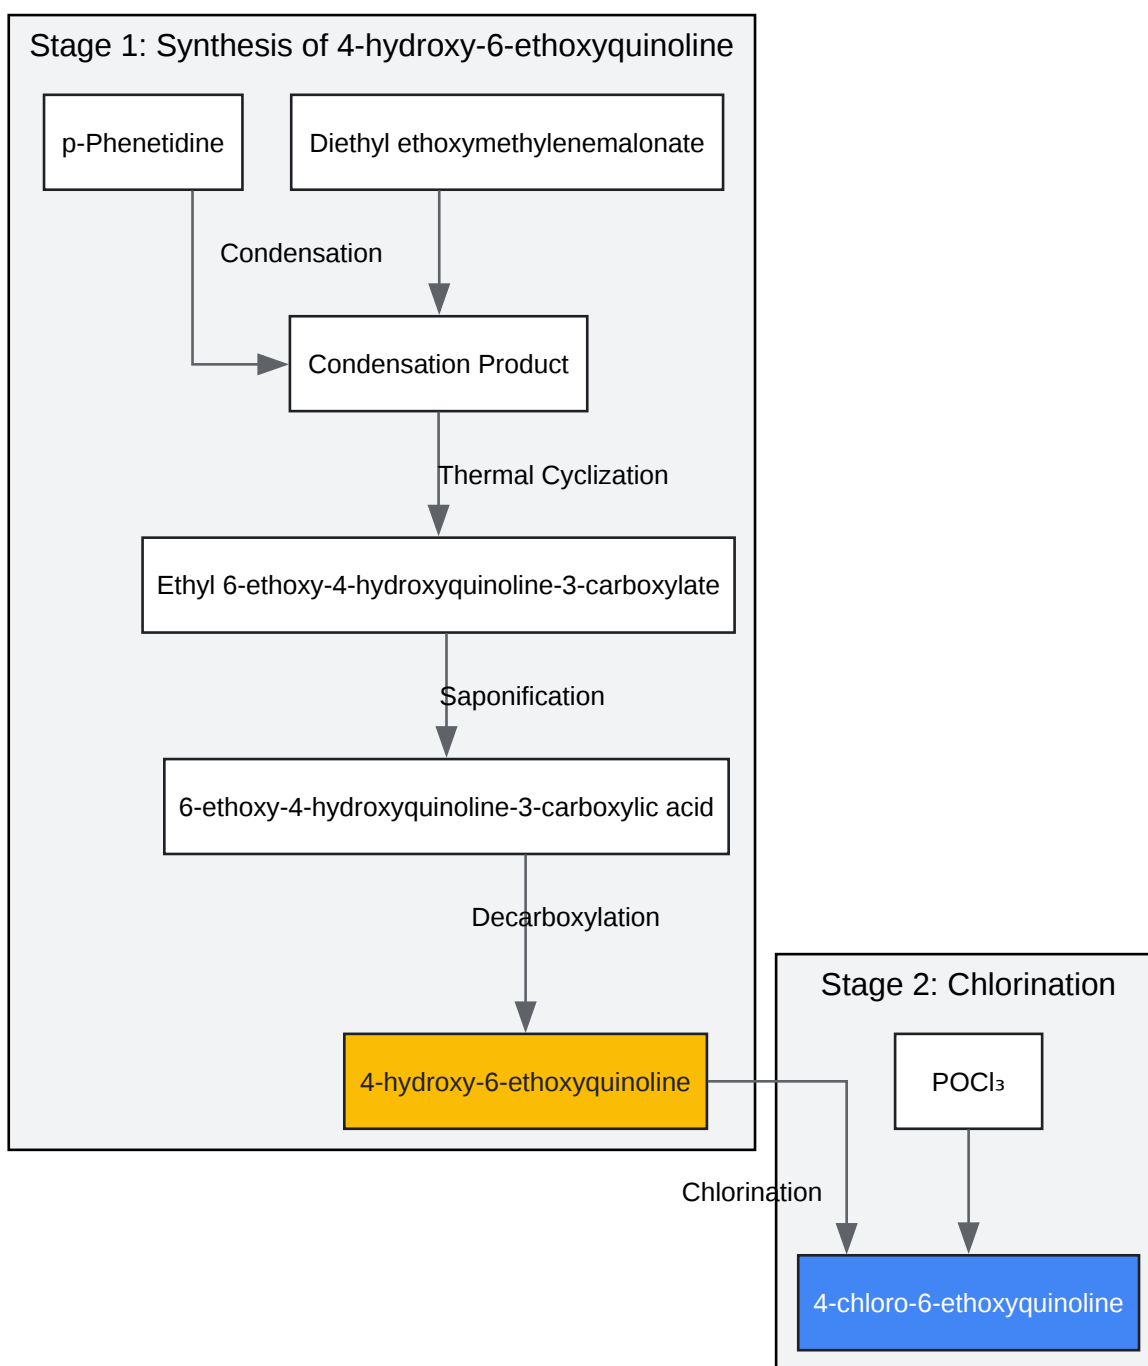 Stage 1: Synthesis of 4-hydroxy-6-ethoxyquinoline
p-Phenetidine
Diethyl ethoxymethylenemalonate
Condensation
Condensation Product
Thermal Cyclization
Ethyl 6-ethoxy-4-hydroxyquinoline-3-carboxylate
Saponification
6-ethoxy-4-hydroxyquinoline-3-carboxylic acid
Decarboxylation
Stage 2: Chlorination
4-hydroxy-6-ethoxyquinoline
POCl₃
Chlorination
4-chloro-6-ethoxyquinoline